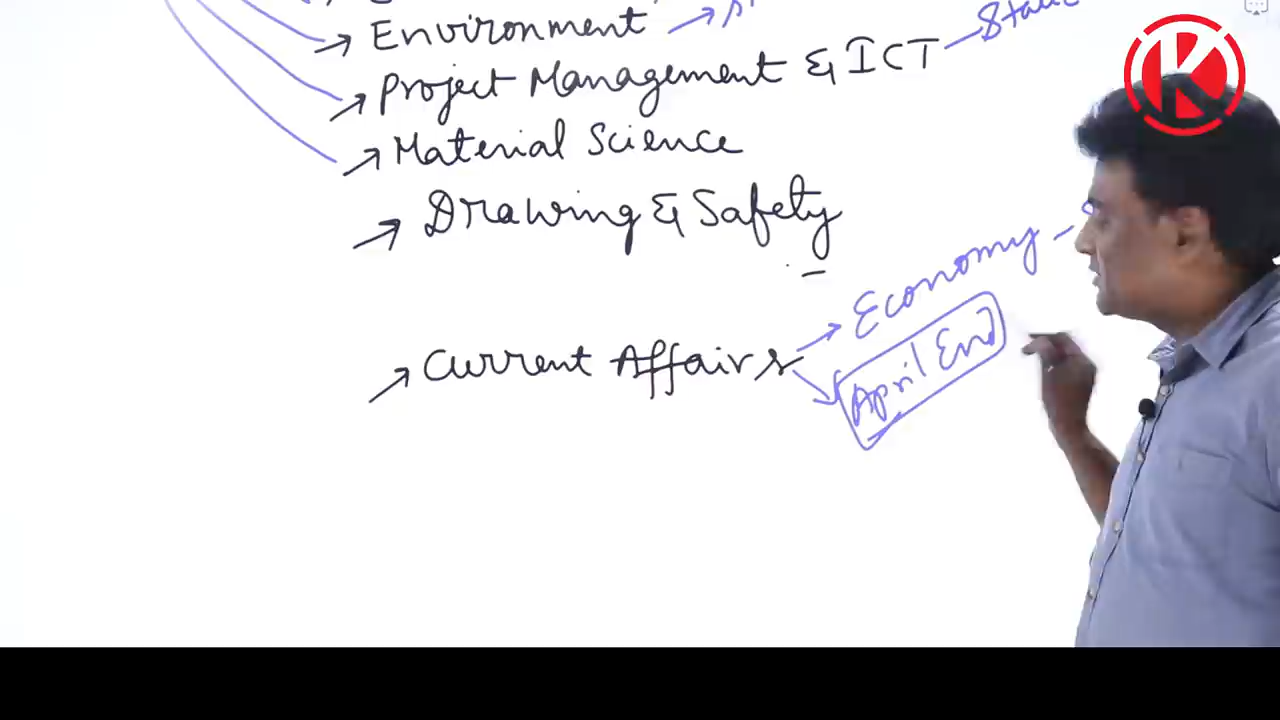 → Environment →
→ Project Management & ICT —
→ Material Science
→ Drawing & Safety
→ Economy –
→ Current Affairs
→ April End
K